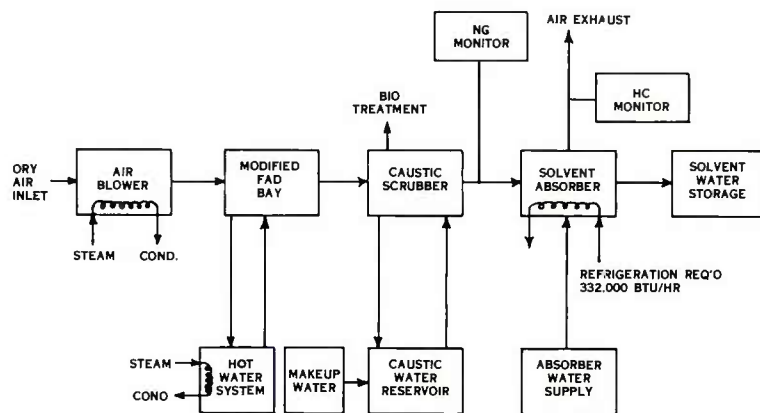 NG
MONITOR
AIR EXHAUST
HC
MONITOR
BIO
TREATMENT
ORY
AIR
INLET
AIR
BLOWER
MODIFIED
FAD
BAY
CAUSTIC
SCRUBBER
SOLVENT
ABSORBER
SOLVENT
WATER
STORAGE
STEAM
COND.
REFRIGERATION REQ'O
332,000 BTU/HR
STEAM
CONO
HOT
WATER
SYSTEM
MAKEUP
WATER
CAUSTIC
WATER
RESERVOIR
ABSORBER
WATER
SUPPLY